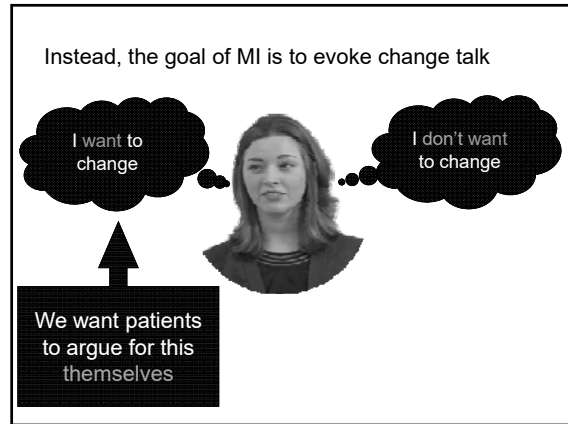 Instead, the goal of MI is to evoke change talk
I want to
change
I don't want
to change
We want patients
to argue for this
themselves